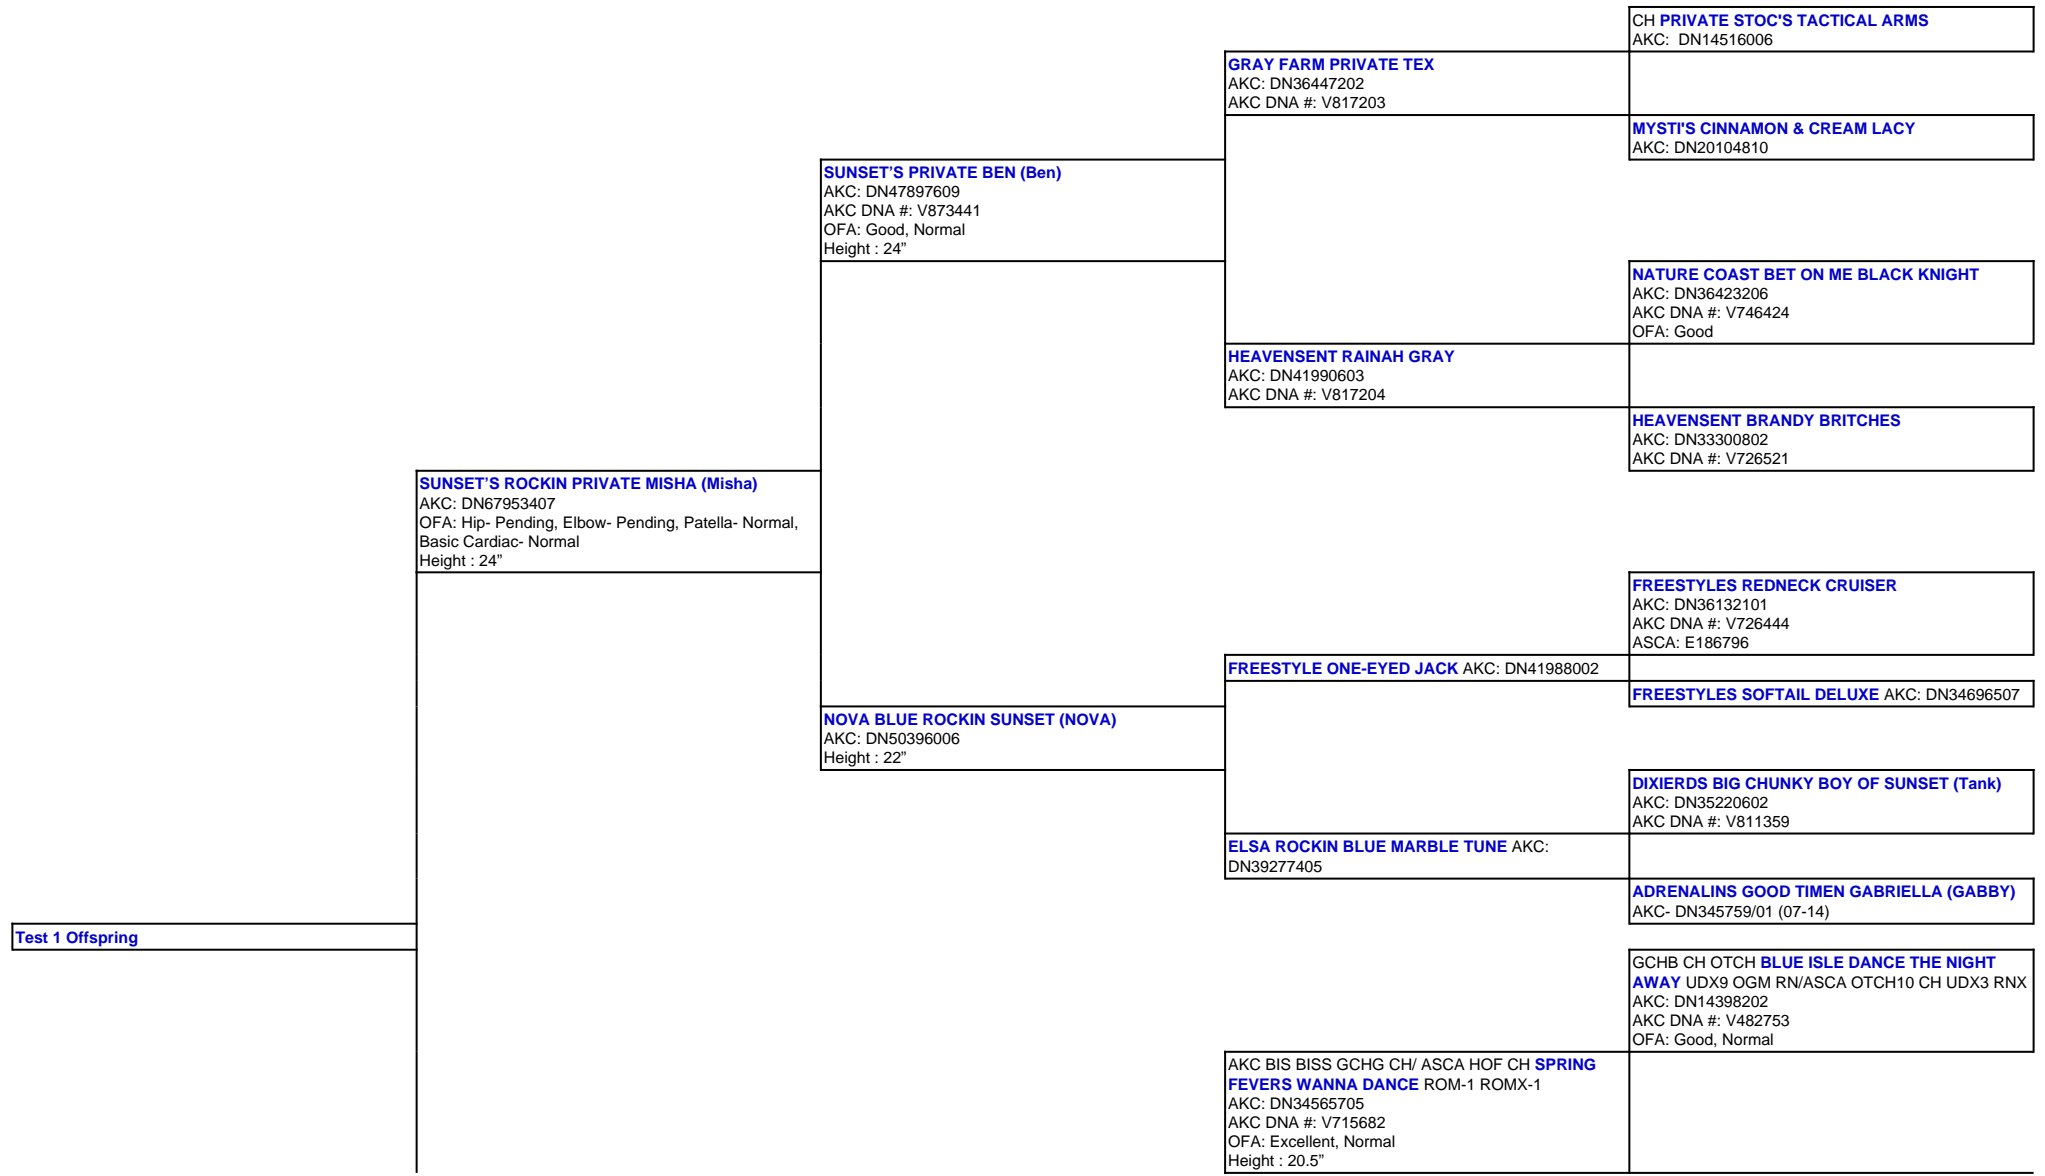 CH PRIVATE STOC'S TACTICAL ARMS
AKC:  DN14516006
GRAY FARM PRIVATE TEX
AKC: DN36447202
AKC DNA #: V817203
MYSTI'S CINNAMON & CREAM LACY
AKC: DN20104810
SUNSET’S PRIVATE BEN (Ben)
AKC: DN47897609
AKC DNA #: V873441
OFA: Good, Normal
Height : 24”
NATURE COAST BET ON ME BLACK KNIGHT
AKC: DN36423206
AKC DNA #: V746424
OFA: Good
HEAVENSENT RAINAH GRAY
AKC: DN41990603
AKC DNA #: V817204
HEAVENSENT BRANDY BRITCHES
AKC: DN33300802
AKC DNA #: V726521
SUNSET’S ROCKIN PRIVATE MISHA (Misha)
AKC: DN67953407
OFA: Hip- Pending, Elbow- Pending, Patella- Normal,
Basic Cardiac- Normal
Height : 24”
FREESTYLES REDNECK CRUISER
AKC: DN36132101
AKC DNA #: V726444
ASCA: E186796
FREESTYLE ONE-EYED JACK AKC: DN41988002
FREESTYLES SOFTAIL DELUXE AKC: DN34696507
NOVA BLUE ROCKIN SUNSET (NOVA)
AKC: DN50396006
Height : 22”
DIXIERDS BIG CHUNKY BOY OF SUNSET (Tank)
AKC: DN35220602
AKC DNA #: V811359
ELSA ROCKIN BLUE MARBLE TUNE AKC:
DN39277405
ADRENALINS GOOD TIMEN GABRIELLA (GABBY)
AKC- DN345759/01 (07-14)
Test 1 Offspring
GCHB CH OTCH BLUE ISLE DANCE THE NIGHT
AWAY UDX9 OGM RN/ASCA OTCH10 CH UDX3 RNX
AKC: DN14398202
AKC DNA #: V482753
OFA: Good, Normal
AKC BIS BISS GCHG CH/ ASCA HOF CH SPRING
FEVERS WANNA DANCE ROM-1 ROMX-1
AKC: DN34565705
AKC DNA #: V715682
OFA: Excellent, Normal
Height : 20.5”